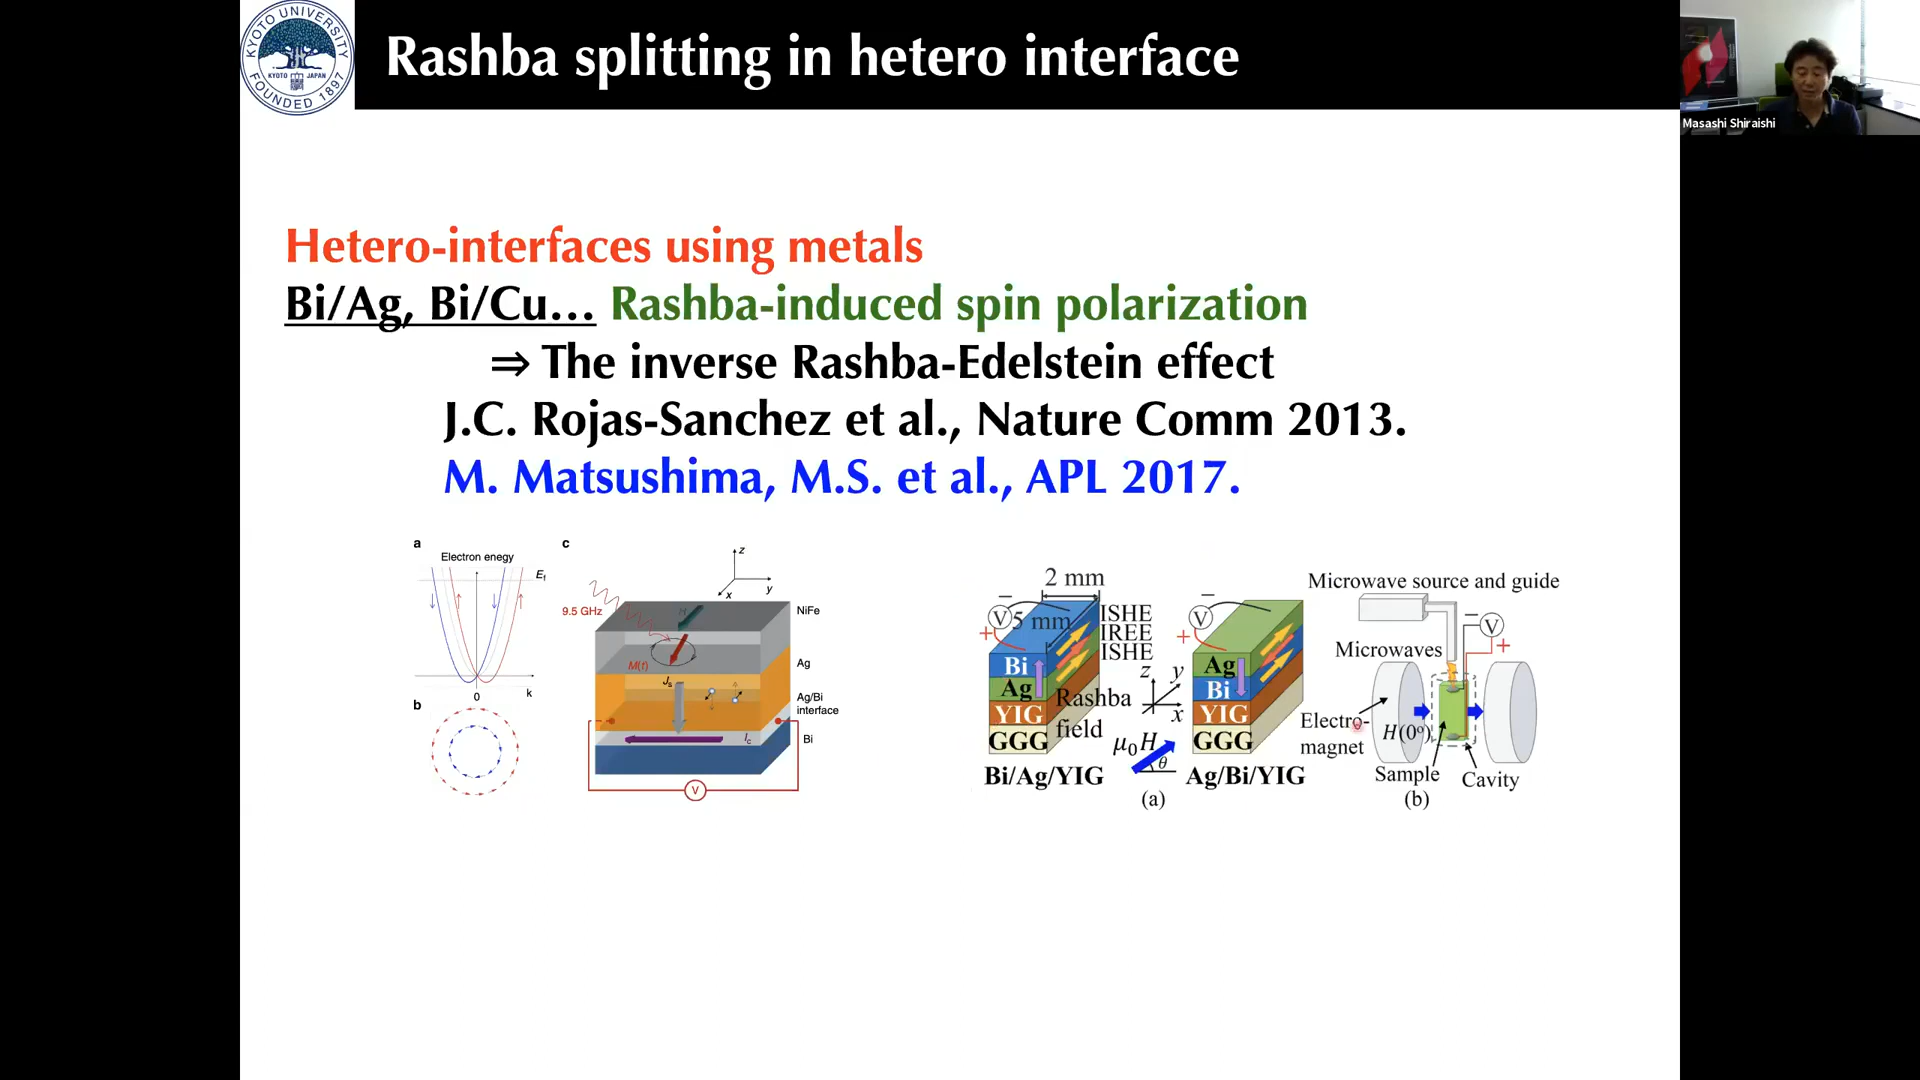 KYOTO UNIVERSITY
KYOTO JAPAN
FOUNDED 1897
Rashba splitting in hetero interface
Masashi Shiraishi
Hetero-interfaces using metals
Bi/Ag, Bi/Cu... Rashba-induced spin polarization
⇒ The inverse Rashba-Edelstein effect
J.C. Rojas-Sanchez et al., Nature Comm 2013.
M. Matsushima, M.S. et al., APL 2017.
a
Electron enegy
Ef
0
k
b
c
z
y
x
9.5 GHz
M(t)
Js
Ic
NiFe
Ag
Ag/Bi
interface
Bi
V
2 mm
V
5 mm
−
+
ISHE
IREE
ISHE
Bi
Ag
YIG
GGG
Rashba
field
z
y
x
μ0H
θ
Bi/Ag/YIG
V
−
+
Ag
Bi
YIG
GGG
Ag/Bi/YIG
(a)
Microwave source and guide
Microwaves
V
−
+
Electro-
magnet
H(0°)
Sample
Cavity
(b)